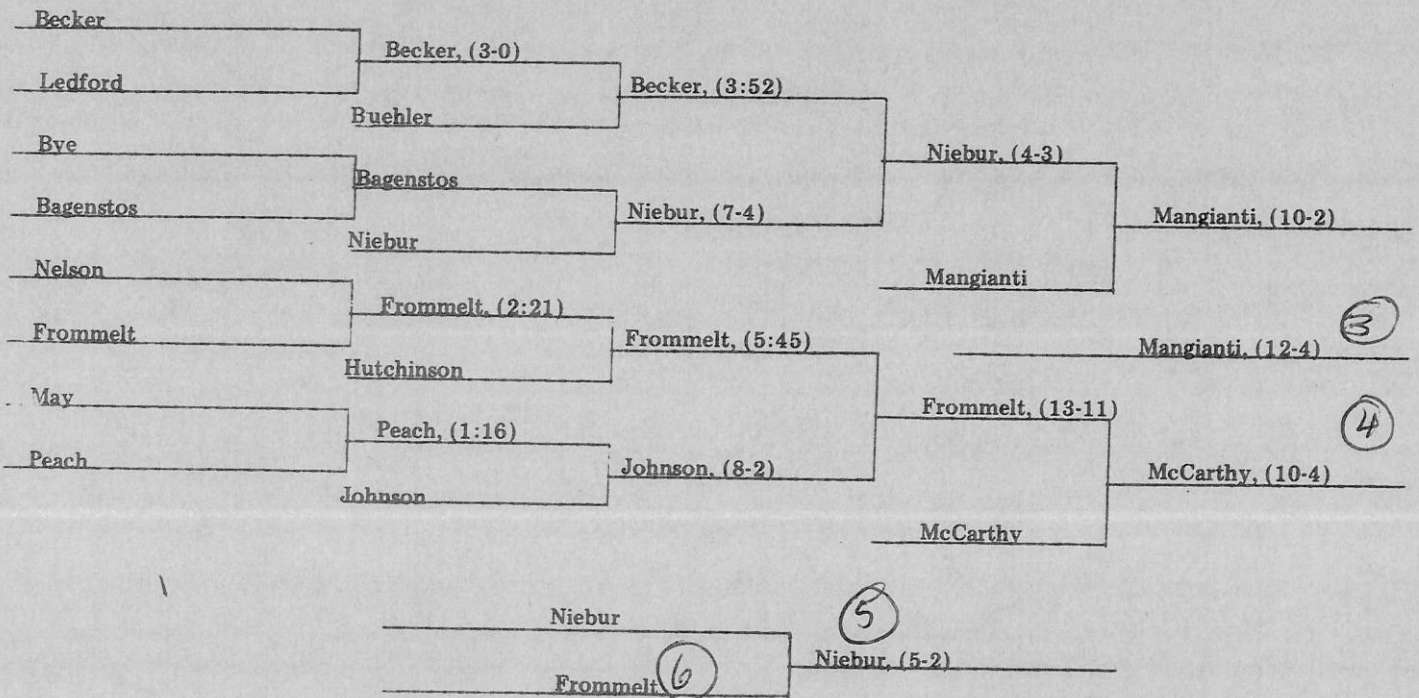 Becker
Becker, (3-0)
Ledford
Becker, (3:52)
Buehler
Bye
Niebur, (4-3)
Bagenstos
Bagenstos
Niebur, (7-4)
Mangianti, (10-2)
Niebur
Nelson
Mangianti
Frommelt, (2:21)
3
Frommelt
Frommelt, (5:45)
Mangianti, (12-4)
Hutchinson
May
Frommelt, (13-11)
4
Peach, (1:16)
Peach
Johnson, (8-2)
McCarthy, (10-4)
Johnson
McCarthy
Niebur
5
Niebur, (5-2)
Frommelt 6